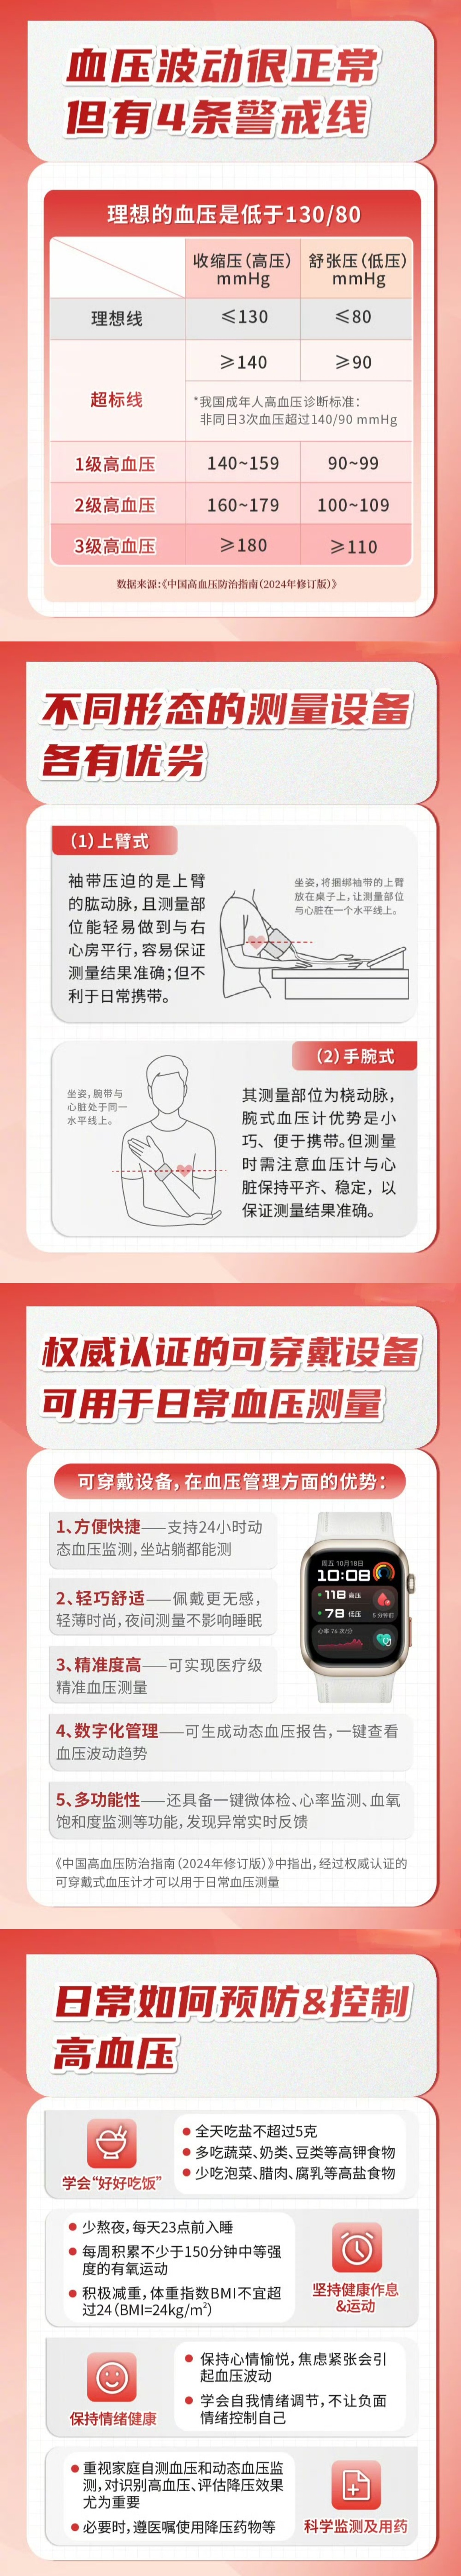 血压波动很正常
但有4条警戒线
理想的血压是低于130/80
收缩压(高压)
mmHg
舒张压(低压)
mmHg
理想线
≤130
≤80
超标线
≥140
≥90
*我国成年人高血压诊断标准:
非同日3次血压超过140/90 mmHg
1级高血压
140~159
90~99
2级高血压
160~179
100~109
3级高血压
≥180
≥110
数据来源:《中国高血压防治指南(2024年修订版)》
不同形态的测量设备
各有优劣
(1)上臂式
袖带压迫的是上臂
的肱动脉,且测量部
位能轻易做到与右
心房平行,容易保证
测量结果准确;但不
利于日常携带。
坐姿,将捆绑袖带的上臂
放在桌子上,让测量部位
与心脏在一个水平线上。
(2)手腕式
坐姿,腕带与
心脏处于同一
水平线上。
其测量部位为桡动脉,
腕式血压计优势是小
巧、便于携带。但测量
时需注意血压计与心
脏保持平齐、稳定,以
保证测量结果准确。
权威认证的可穿戴设备
可用于日常血压测量
可穿戴设备,在血压管理方面的优势:
1、方便快捷——支持24小时动
态血压监测,坐站躺都能测
2、轻巧舒适——佩戴更无感,
轻薄时尚,夜间测量不影响睡眠
3、精准度高——可实现医疗级
精准血压测量
周五 10月18日
10:08
118 高压
78 低压
5分钟前
心率 76 次/分
4、数字化管理——可生成动态血压报告,一键查看
血压波动趋势
5、多功能性——还具备一键微体检、心率监测、血氧
饱和度监测等功能,发现异常实时反馈
《中国高血压防治指南(2024年修订版)》中指出,经过权威认证的
可穿戴式血压计才可以用于日常血压测量
日常如何预防&控制
高血压
学会“好好吃饭”
● 全天吃盐不超过5克
● 多吃蔬菜、奶类、豆类等高钾食物
● 少吃泡菜、腊肉、腐乳等高盐食物
● 少熬夜,每天23点前入睡
● 每周积累不少于150分钟中等强
度的有氧运动
● 积极减重,体重指数BMI不宜超
过24(BMI=24kg/m²)
坚持健康作息
&运动
保持情绪健康
● 保持心情愉悦,焦虑紧张会引
起血压波动
● 学会自我情绪调节,不让负面
情绪控制自己
● 重视家庭自测血压和动态血压监
测,对识别高血压、评估降压效果
尤为重要
● 必要时,遵医嘱使用降压药物等
科学监测及用药